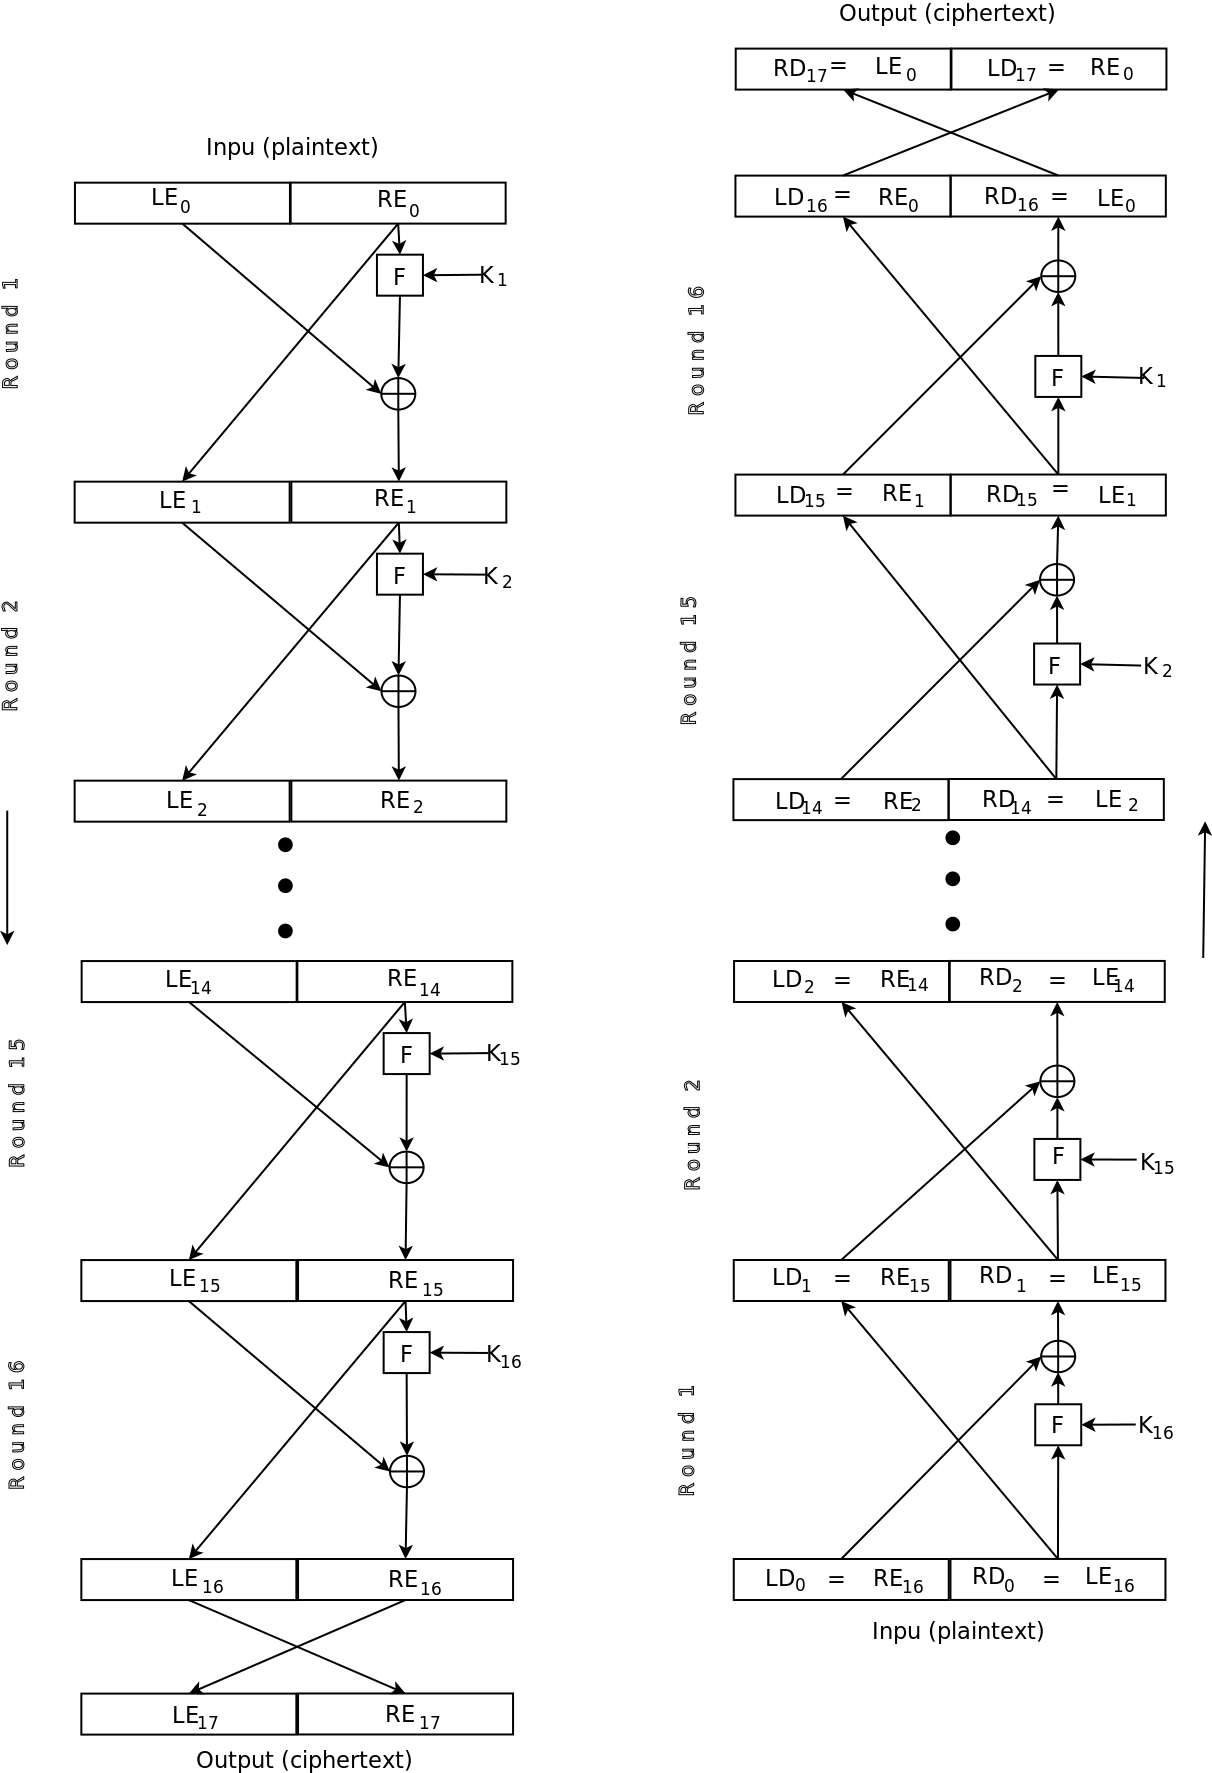 Inpu (plaintext)
LE0 RE0
F K1
Round 1
LE1 RE1
F K2
Round 2
LE2 RE2
LE14 RE14
F K15
Round 15
LE15 RE15
F K16
Round 16
LE16 RE16
LE17 RE17
Output (ciphertext)
Output (ciphertext)
RD17 = LE0 LD17 = RE0
LD16 = RE0 RD16 = LE0
Round 16
F K1
LD15 = RE1 RD15 = LE1
Round 15
F K2
LD14 = RE2 RD14 = LE2
LD2 = RE14 RD2 = LE14
Round 2
F K15
LD1 = RE15 RD1 = LE15
Round 1
F K16
LD0 = RE16 RD0 = LE16
Inpu (plaintext)